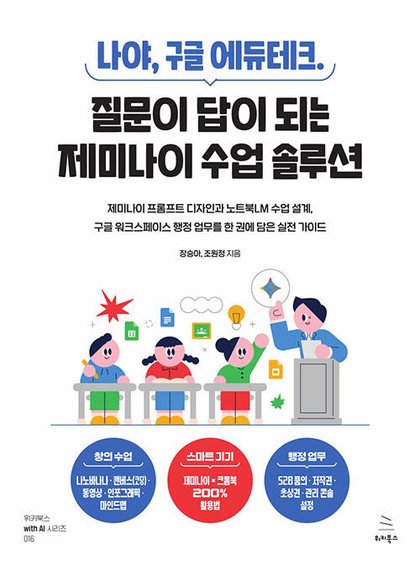 나야, 구글 에듀테크.
질문이 답이 되는
제미나이 수업 솔루션
제미나이 프롬프트 디자인과 노트북LM 수업 설계,
구글 워크스페이스 행정 업무를 한 권에 담은 실전 가이드
장승아, 조원정 지음
창의 수업
나노바나나 · 캔바스(코딩) ·
동영상 · 인포그래픽 ·
마인드맵
스마트 기기
제미나이 × 크롬북
200%
활용법
행정 업무
S2B 품의 · 저작권 ·
초상권 · 관리 콘솔
설정
위키북스
with AI 시리즈
016
위키북스